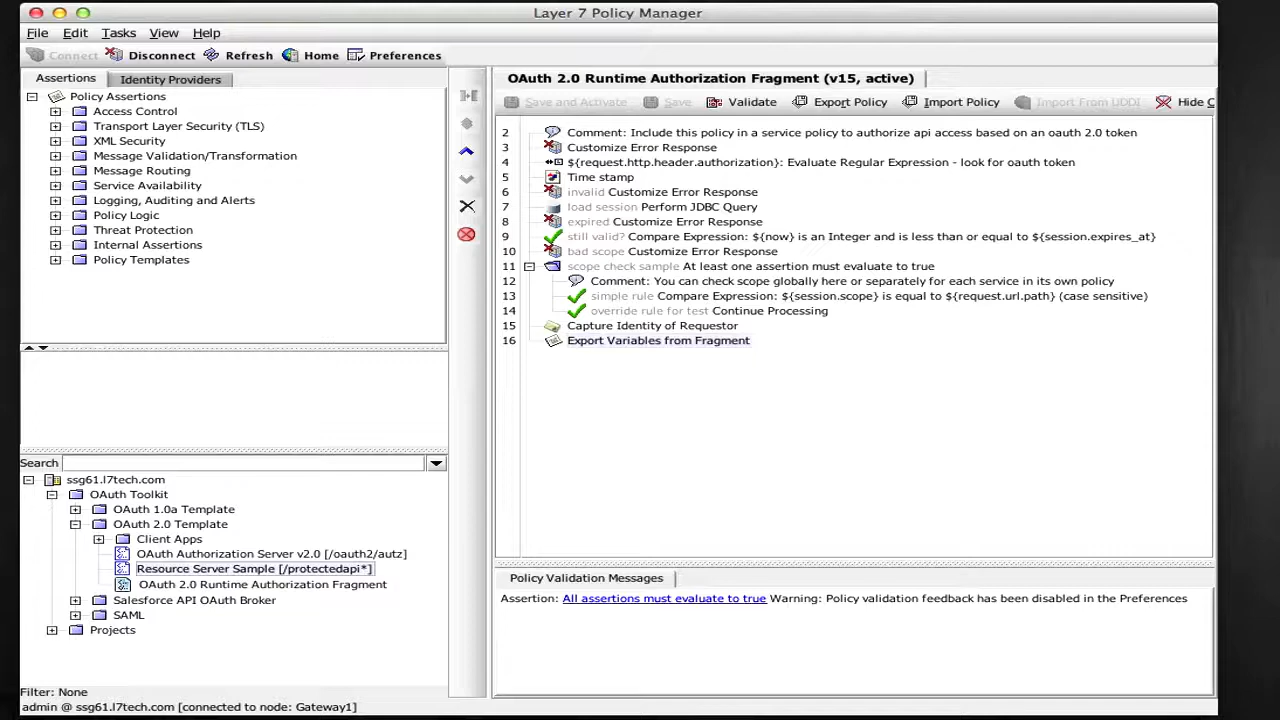 Layer 7 Policy Manager
File Edit Tasks View Help
Connect Disconnect Refresh Home Preferences
Assertions Identity Providers
Policy Assertions
Access Control
Transport Layer Security (TLS)
XML Security
Message Validation/Transformation
Message Routing
Service Availability
Logging, Auditing and Alerts
Policy Logic
Threat Protection
Internal Assertions
Policy Templates
Search
ssg61.l7tech.com
OAuth Toolkit
OAuth 1.0a Template
OAuth 2.0 Template
Client Apps
OAuth Authorization Server v2.0 [/oauth2/autz]
Resource Server Sample [/protectedapi*]
OAuth 2.0 Runtime Authorization Fragment
Salesforce API OAuth Broker
SAML
Projects
Filter: None
admin @ ssg61.l7tech.com [connected to node: Gateway1]
OAuth 2.0 Runtime Authorization Fragment (v15, active)
Save and Activate Save Validate Export Policy Import Policy Import From UDDI Hide C
2 Comment: Include this policy in a service policy to authorize api access based on an oauth 2.0 token
3 Customize Error Response
4 ${request.http.header.authorization}: Evaluate Regular Expression - look for oauth token
5 Time stamp
6 invalid Customize Error Response
7 load session Perform JDBC Query
8 expired Customize Error Response
9 still valid? Compare Expression: ${now} is an Integer and is less than or equal to ${session.expires_at}
10 bad scope Customize Error Response
11 scope check sample At least one assertion must evaluate to true
12 Comment: You can check scope globally here or separately for each service in its own policy
13 simple rule Compare Expression: ${session.scope} is equal to ${request.url.path} (case sensitive)
14 override rule for test Continue Processing
15 Capture Identity of Requestor
16 Export Variables from Fragment
Policy Validation Messages
Assertion: All assertions must evaluate to true Warning: Policy validation feedback has been disabled in the Preferences